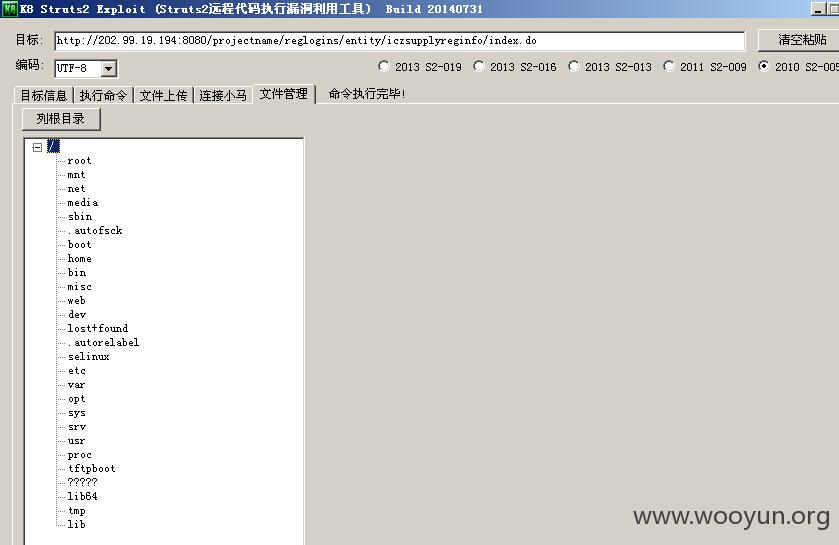 K8 Struts2 Exploit (Struts2远程代码执行漏洞利用工具) Build 20140731
目标: http://202.99.19.194:8080/projectname/reglogins/entity/iczsupplyreginfo/index.do 清空粘贴
编码: UTF-8 2013 S2-019 2013 S2-016 2013 S2-013 2011 S2-009 2010 S2-005
目标信息 执行命令 文件上传 连接小马 文件管理 命令执行完毕!
列根目录
/
root
mnt
net
media
sbin
.autofsck
boot
home
bin
misc
web
dev
lost+found
.autorelabel
selinux
etc
var
opt
sys
srv
usr
proc
tftpboot
?????
lib64
tmp
lib
www.wooyun.org